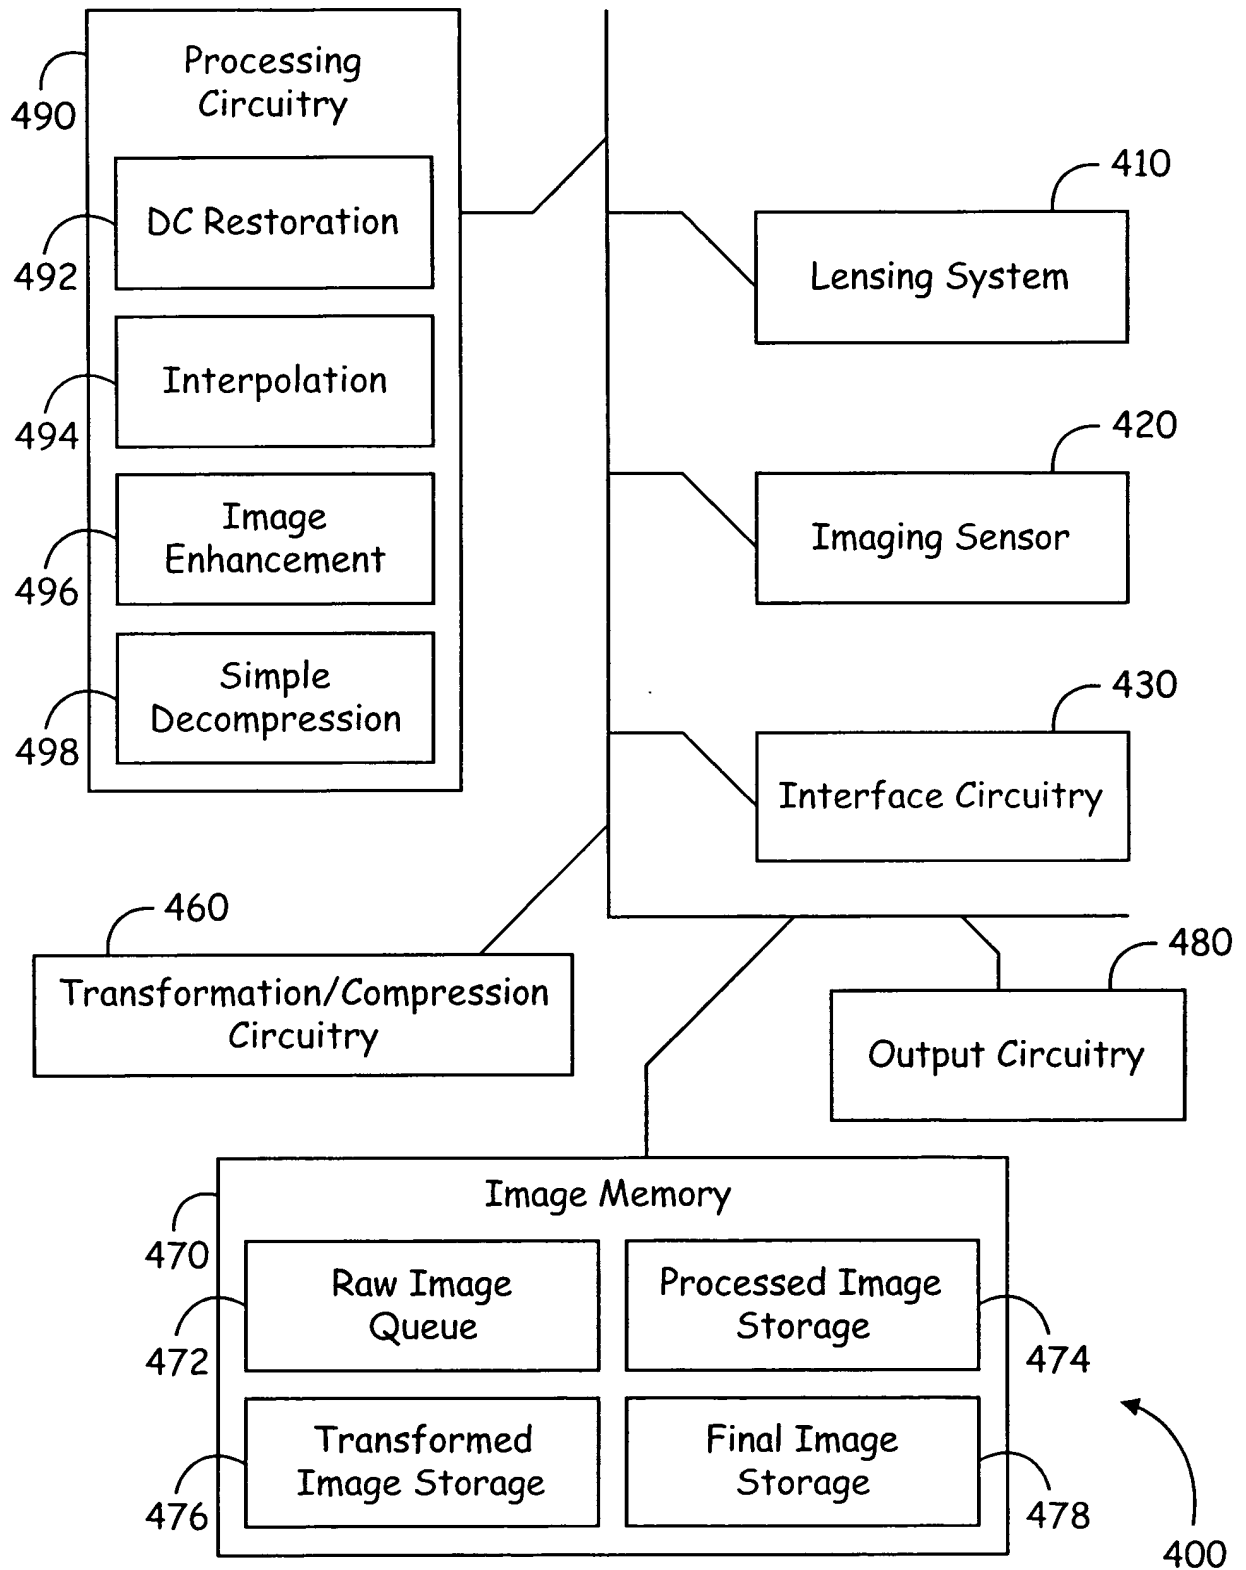 Processing
Circuitry
490
DC Restoration
492
Interpolation
494
Image
Enhancement
496
Simple
Decompression
498
410
Lensing System
420
Imaging Sensor
430
Interface Circuitry
460
Transformation/Compression
Circuitry
480
Output Circuitry
Image Memory
470
Raw Image
Queue
472
Processed Image
Storage
474
Transformed
Image Storage
476
Final Image
Storage
478
400